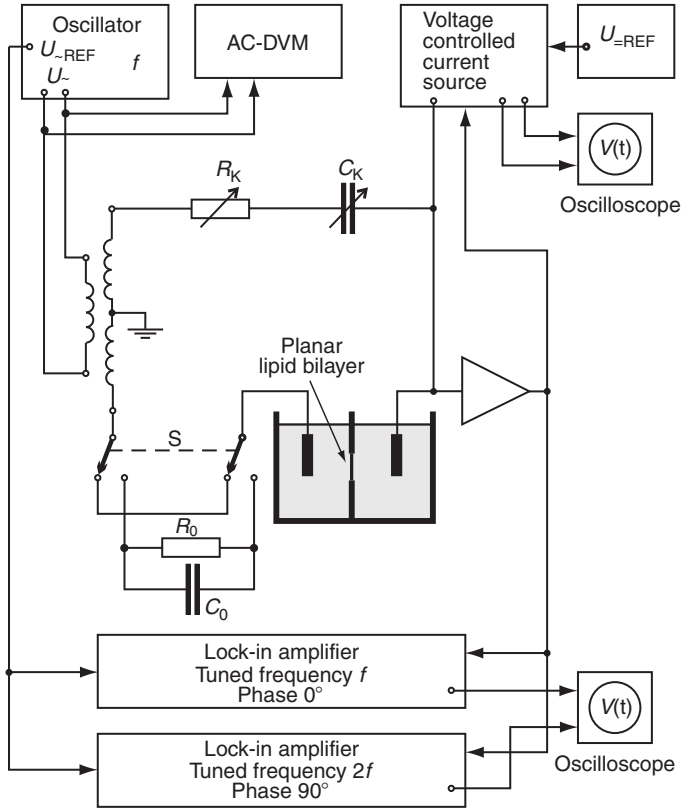 Oscillator
U~REF
U~
f
AC-DVM
Voltage
controlled
current
source
U=REF
V(t)
Oscilloscope
RK
CK
Planar
lipid bilayer
S
R0
C0
Lock-in amplifier
Tuned frequency f
Phase 0°
V(t)
Oscilloscope
Lock-in amplifier
Tuned frequency 2f
Phase 90°